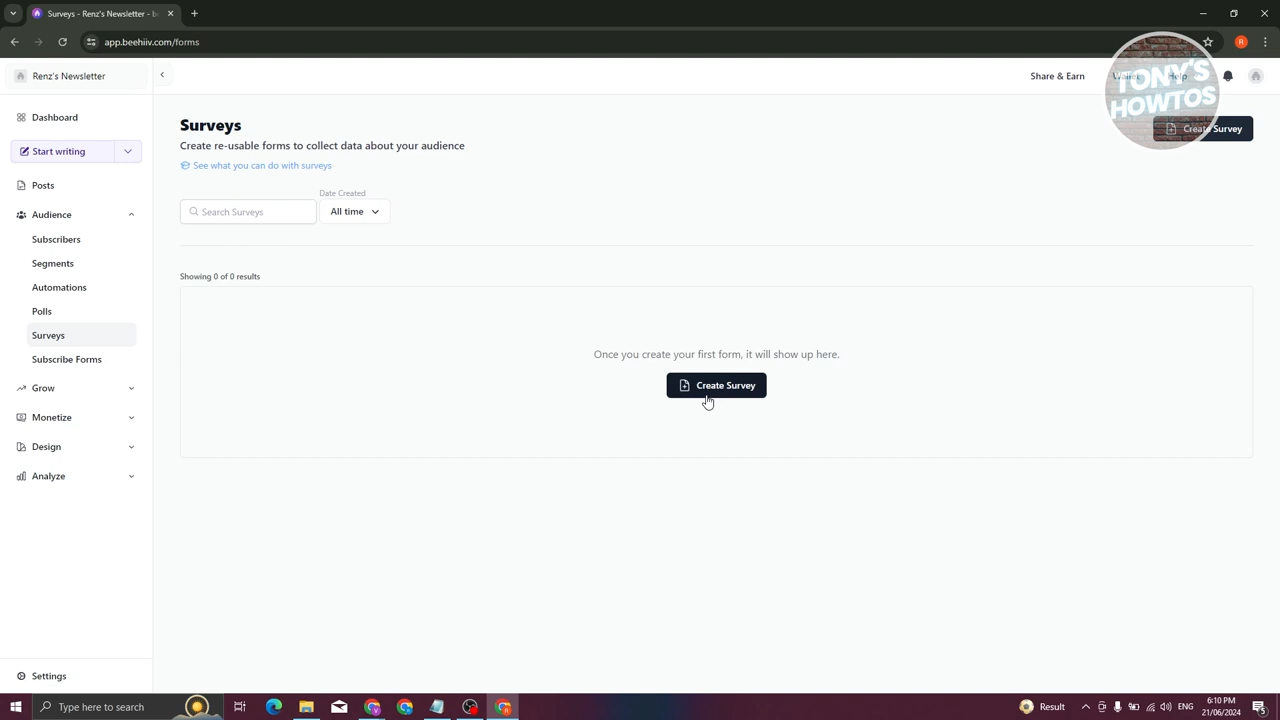 Surveys - Renz's Newsletter - b
app.beehiiv.com/forms
Renz's Newsletter
Share & Earn
Wallet
Help
TONY'S
HOWTOS
Dashboard
Start writing
Posts
Audience
Subscribers
Segments
Automations
Polls
Surveys
Subscribe Forms
Grow
Monetize
Design
Analyze
Settings
Surveys
Create re-usable forms to collect data about your audience
See what you can do with surveys
Create Survey
Date Created
Search Surveys
All time
Showing 0 of 0 results
Once you create your first form, it will show up here.
Create Survey
Type here to search
Result
ENG
6:10 PM
21/06/2024
5